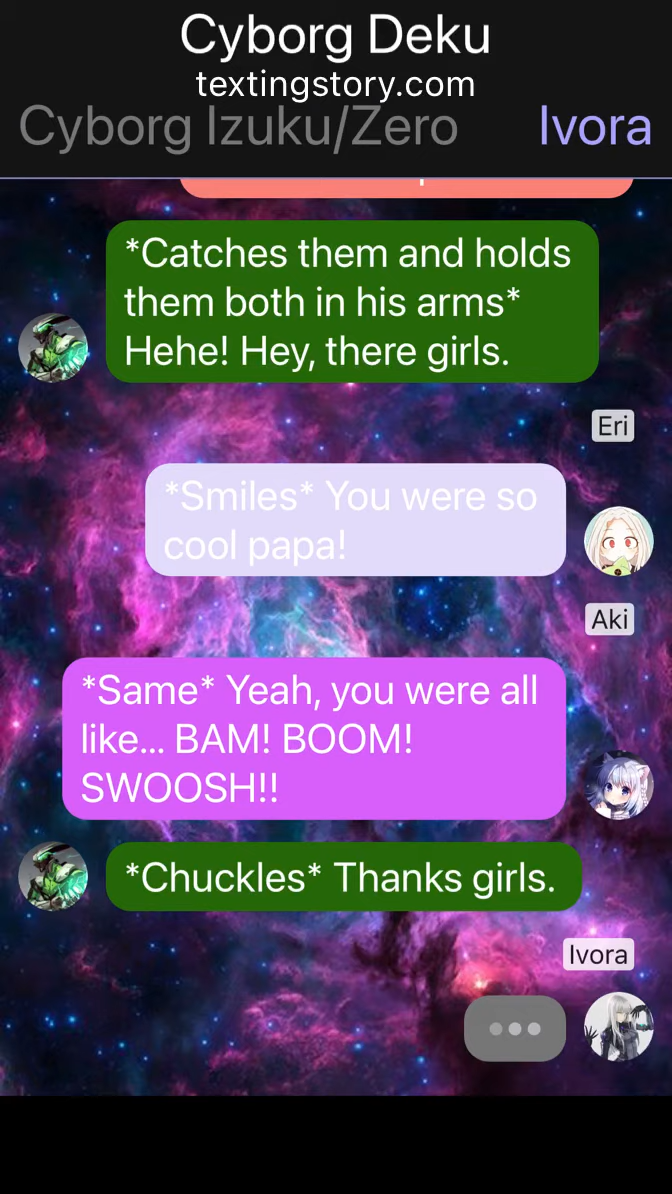 Cyborg Deku
textingstory.com
Cyborg Izuku/Zero
Ivora
*Catches them and holds
them both in his arms*
Hehe! Hey, there girls.
Eri
*Smiles* You were so
cool papa!
Aki
*Same* Yeah, you were all
like... BAM! BOOM!
SWOOSH!!
*Chuckles* Thanks girls.
Ivora